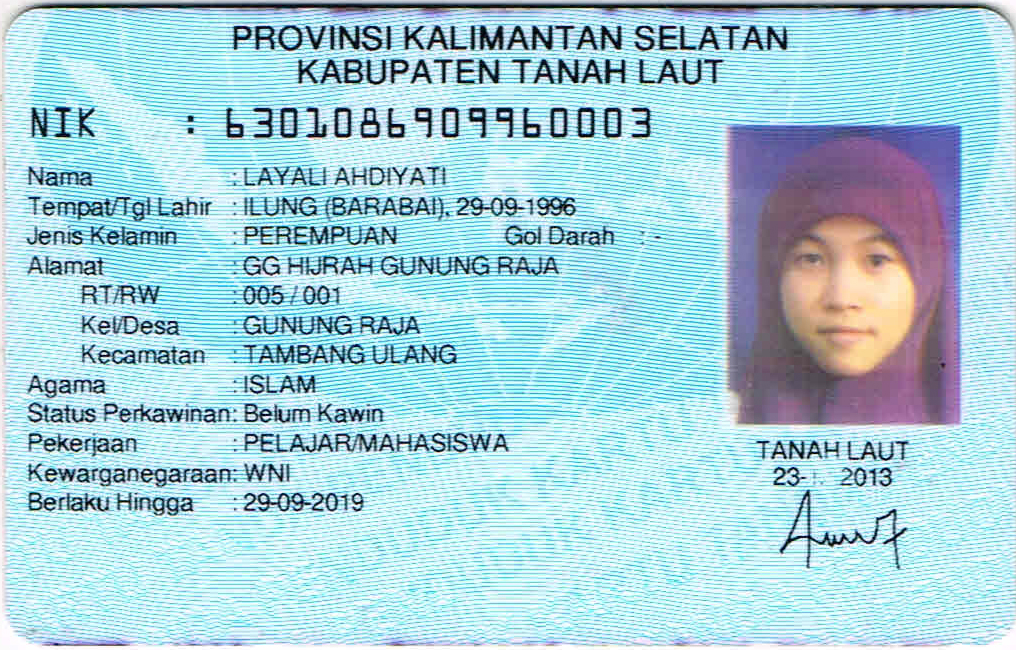 PROVINSI KALIMANTAN SELATAN
KABUPATEN TANAH LAUT
NIK : 6301086909960003
Nama : LAYALI AHDIYATI
Tempat/Tgl Lahir : ILUNG (BARABAI), 29-09-1996
Jenis Kelamin : PEREMPUAN Gol Darah : -
Alamat : GG HIJRAH GUNUNG RAJA
RT/RW : 005 / 001
Kel/Desa : GUNUNG RAJA
Kecamatan : TAMBANG ULANG
Agama : ISLAM
Status Perkawinan: Belum Kawin
Pekerjaan : PELAJAR/MAHASISWA
Kewarganegaraan: WNI
Berlaku Hingga : 29-09-2019
TANAH LAUT
23- 2013